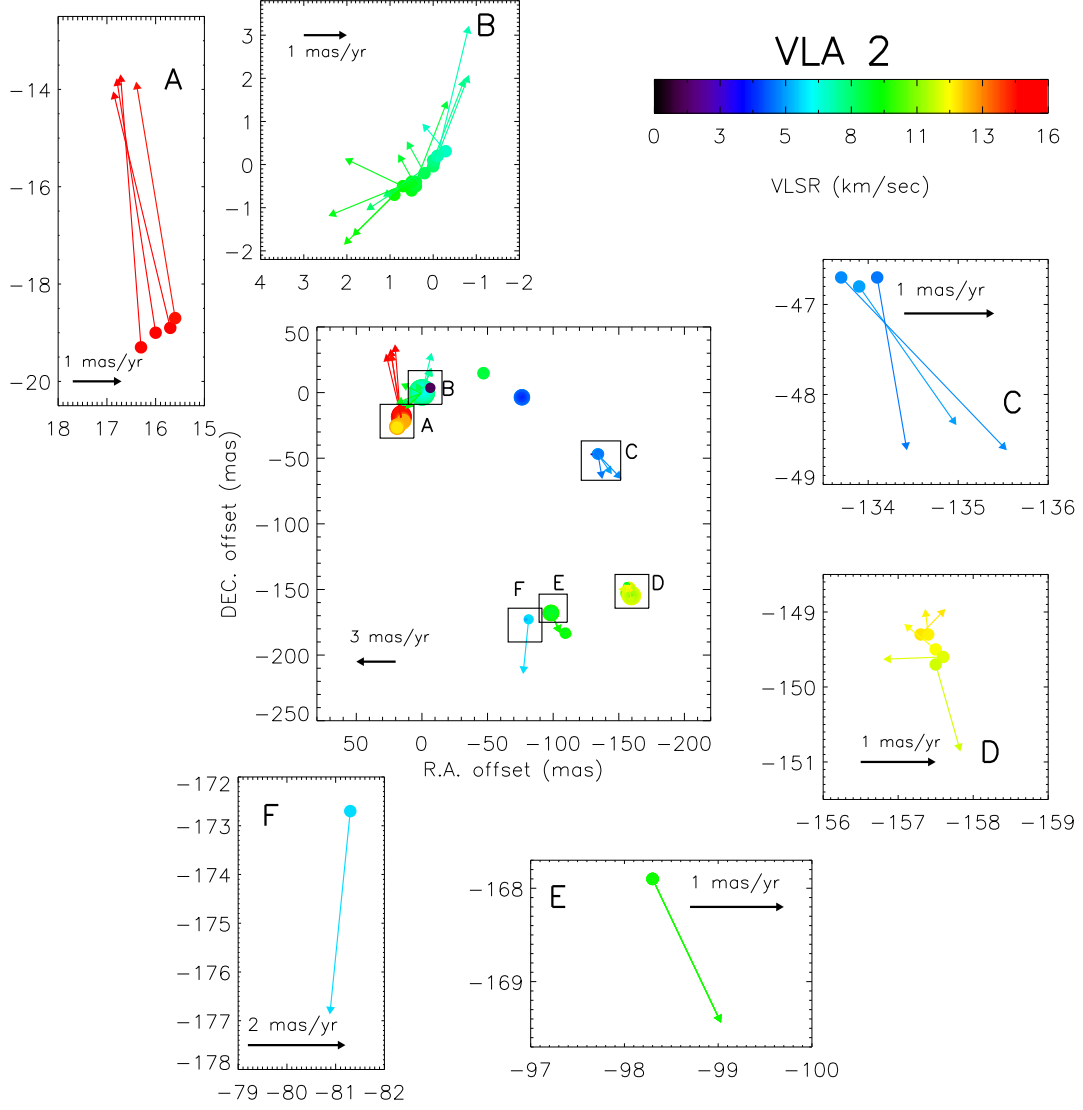 VLA 2
0 3 5 8 11 13 16
VLSR (km/sec)
A
−14
−16
−18
−20
1 mas/yr
18 17 16 15
B
1 mas/yr
3
2
1
0
−1
−2
4 3 2 1 0 −1 −2
1 mas/yr
C
−47
−48
−49
−134 −135 −136
50
0
−50
−100
−150
−200
−250
DEC. offset (mas)
B
A
C
D
E
F
3 mas/yr
50 0 −50 −100 −150 −200
R.A. offset (mas)
−149
−150
−151
1 mas/yr
D
−156 −157 −158 −159
F
−172
−173
−174
−175
−176
−177
−178
2 mas/yr
−79 −80 −81 −82
E
1 mas/yr
−168
−169
−97 −98 −99 −100